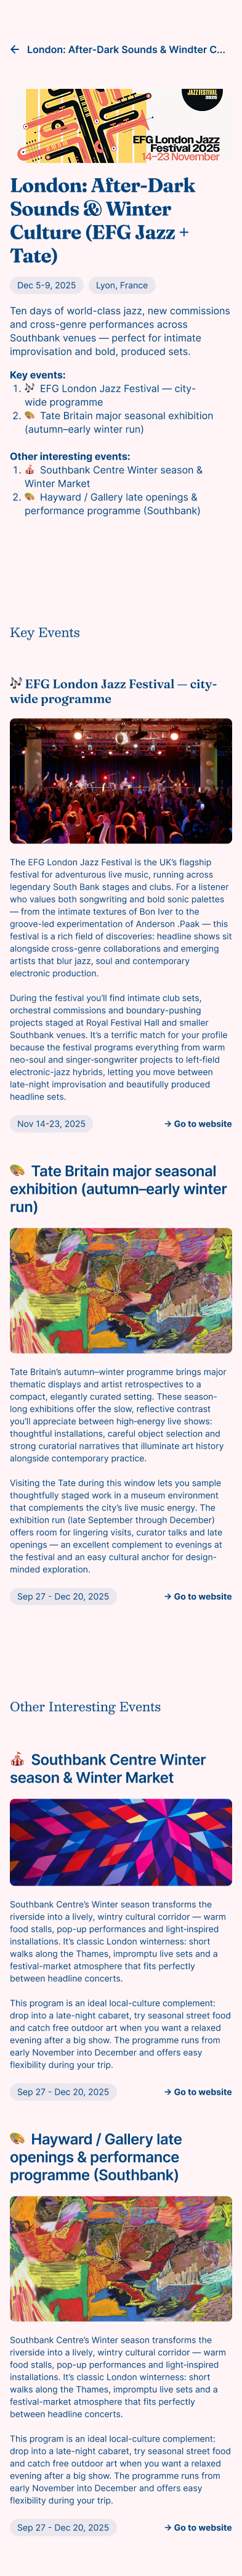 ← London: After-Dark Sounds & Windter C...
JAZZ FESTIVAL
2025
EFG London Jazz
Festival 2025
14–23 November
London: After-Dark
Sounds & Winter
Culture (EFG Jazz +
Tate)
Dec 5-9, 2025 Lyon, France
Ten days of world-class jazz, new commissions
and cross-genre performances across
Southbank venues — perfect for intimate
improvisation and bold, produced sets.
Key events:
1. 🎶 EFG London Jazz Festival — city-
wide programme
2. 🎨 Tate Britain major seasonal exhibition
(autumn–early winter run)
Other interesting events:
1. 🎪 Southbank Centre Winter season &
Winter Market
2. 🎨 Hayward / Gallery late openings &
performance programme (Southbank)
Key Events
🎶 EFG London Jazz Festival — city-
wide programme
The EFG London Jazz Festival is the UK's flagship
festival for adventurous live music, running across
legendary South Bank stages and clubs. For a listener
who values both songwriting and bold sonic palettes
— from the intimate textures of Bon Iver to the
groove-led experimentation of Anderson .Paak — this
festival is a rich field of discoveries: headline shows sit
alongside cross-genre collaborations and emerging
artists that blur jazz, soul and contemporary
electronic production.
During the festival you'll find intimate club sets,
orchestral commissions and boundary-pushing
projects staged at Royal Festival Hall and smaller
Southbank venues. It's a terrific match for your profile
because the festival programs everything from warm
neo-soul and singer-songwriter projects to left-field
electronic-jazz hybrids, letting you move between
late-night improvisation and beautifully produced
headline sets.
Nov 14-23, 2025 → Go to website
🎨 Tate Britain major seasonal
exhibition (autumn–early winter
run)
Tate Britain's autumn–winter programme brings major
thematic displays and artist retrospectives to a
compact, elegantly curated setting. These season-
long exhibitions offer the slow, reflective contrast
you'll appreciate between high-energy live shows:
thoughtful installations, careful object selection and
strong curatorial narratives that illuminate art history
alongside contemporary practice.
Visiting the Tate during this window lets you sample
thoughtfully staged work in a museum environment
that complements the city's live music energy. The
exhibition run (late September through December)
offers room for lingering visits, curator talks and late
openings — an excellent complement to evenings at
the festival and an easy cultural anchor for design-
minded exploration.
Sep 27 - Dec 20, 2025 → Go to website
Other Interesting Events
🎪 Southbank Centre Winter
season & Winter Market
Southbank Centre's Winter season transforms the
riverside into a lively, wintry cultural corridor — warm
food stalls, pop-up performances and light-inspired
installations. It's classic London winterness: short
walks along the Thames, impromptu live sets and a
festival-market atmosphere that fits perfectly
between headline concerts.
This program is an ideal local-culture complement:
drop into a late-night cabaret, try seasonal street food
and catch free outdoor art when you want a relaxed
evening after a big show. The programme runs from
early November into December and offers easy
flexibility during your trip.
Sep 27 - Dec 20, 2025 → Go to website
🎨 Hayward / Gallery late
openings & performance
programme (Southbank)
Southbank Centre's Winter season transforms the
riverside into a lively, wintry cultural corridor — warm
food stalls, pop-up performances and light-inspired
installations. It's classic London winterness: short
walks along the Thames, impromptu live sets and a
festival-market atmosphere that fits perfectly
between headline concerts.
This program is an ideal local-culture complement:
drop into a late-night cabaret, try seasonal street food
and catch free outdoor art when you want a relaxed
evening after a big show. The programme runs from
early November into December and offers easy
flexibility during your trip.
Sep 27 - Dec 20, 2025 → Go to website